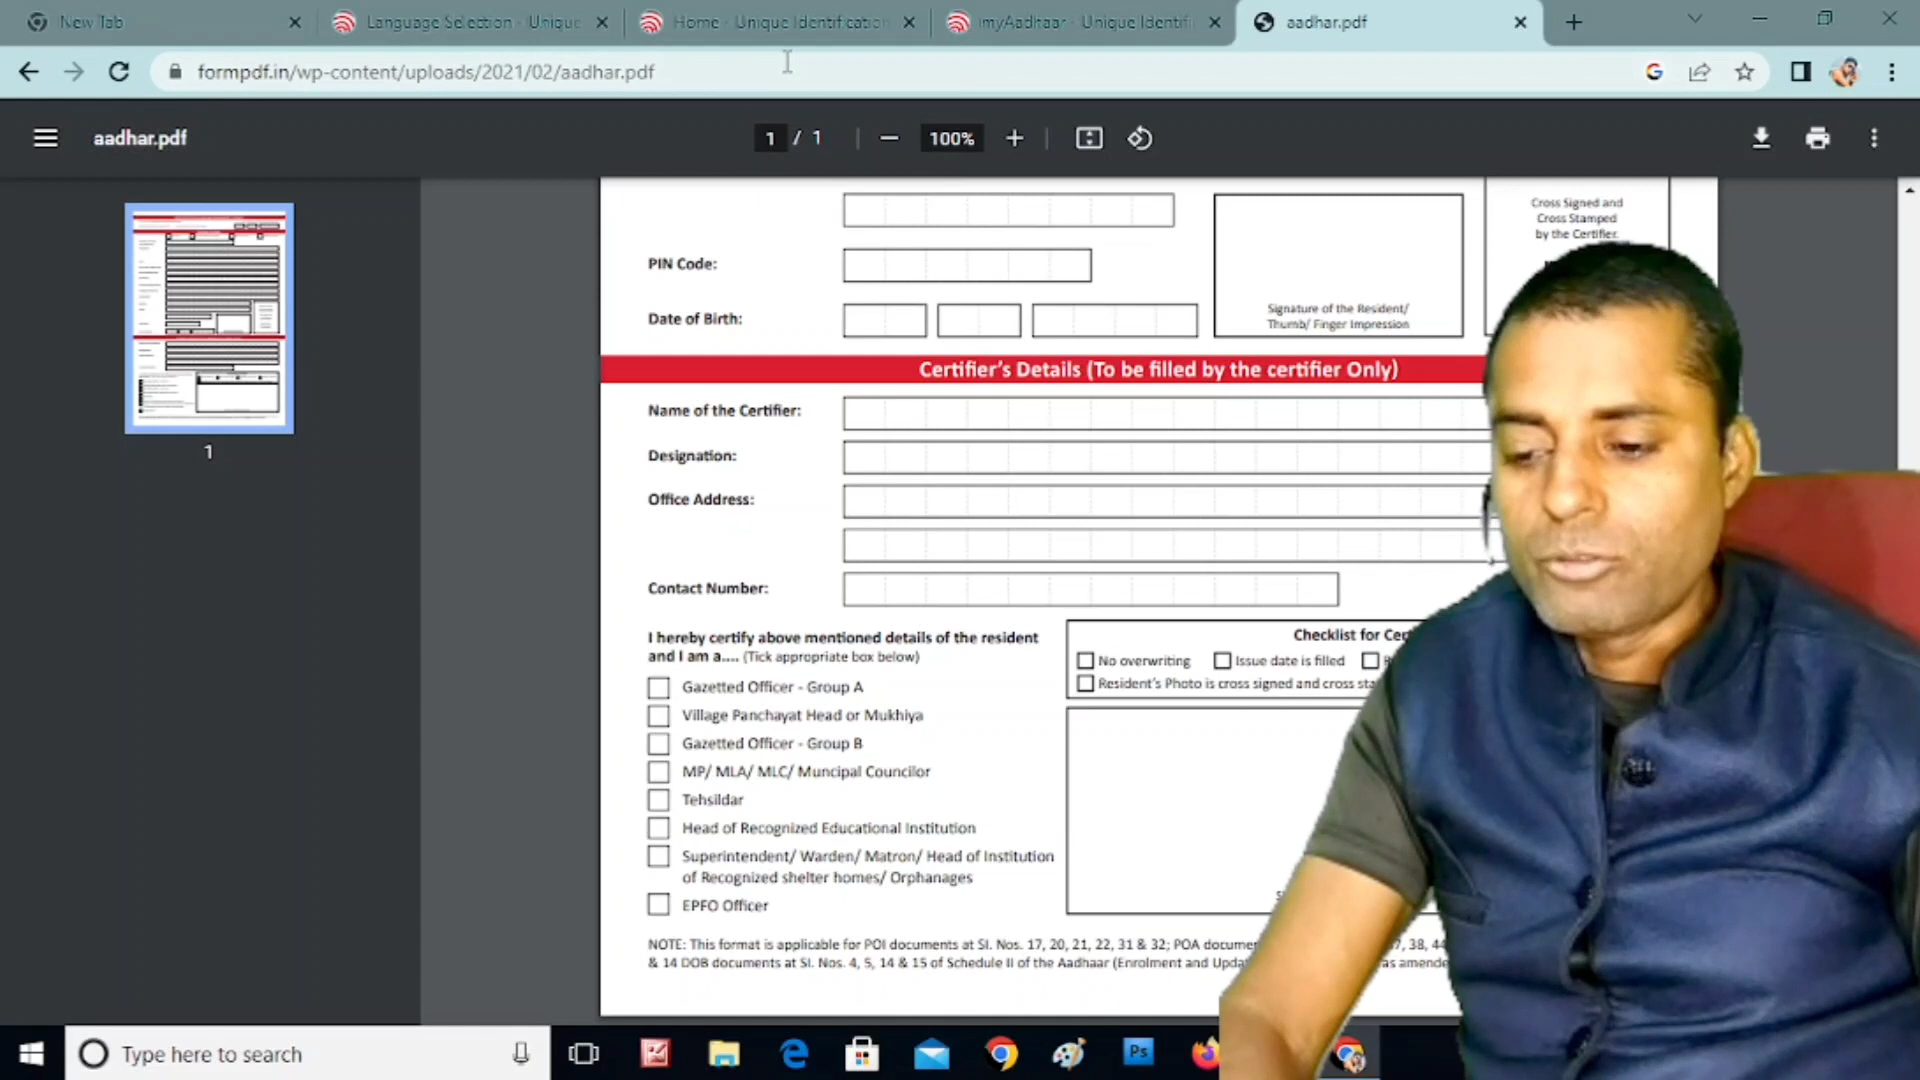 New Tab
Language Selection - Unique
Home - Unique Identification
myAadhaar - Unique Identifi
aadhar.pdf
formpdf.in/wp-content/uploads/2021/02/aadhar.pdf
aadhar.pdf
1 / 1
100%
1
Cross Signed and
Cross Stamped
by the Certifier.
PIN Code:
Signature of the Resident/
Thumb/ Finger Impression
Date of Birth:
Certifier's Details (To be filled by the certifier Only)
Name of the Certifier:
Designation:
Office Address:
Contact Number:
I hereby certify above mentioned details of the resident
and I am a.... (Tick appropriate box below)
Gazetted Officer - Group A
Village Panchayat Head or Mukhiya
Gazetted Officer - Group B
MP/ MLA/ MLC/ Muncipal Councilor
Tehsildar
Head of Recognized Educational Institution
Superintendent/ Warden/ Matron/ Head of Institution
of Recognized shelter homes/ Orphanages
EPFO Officer
Checklist for
No overwriting
Issue date is filled
Resident's Photo is cross signed and cross
NOTE: This format is applicable for POI documents at SI. Nos. 17, 20, 21, 22, 31 & 32; POA 38,
& 14 DOB documents at SI. Nos. 4, 5, 14 & 15 of Schedule II of the Aadhaar (Enrolment and
Type here to search
Ps